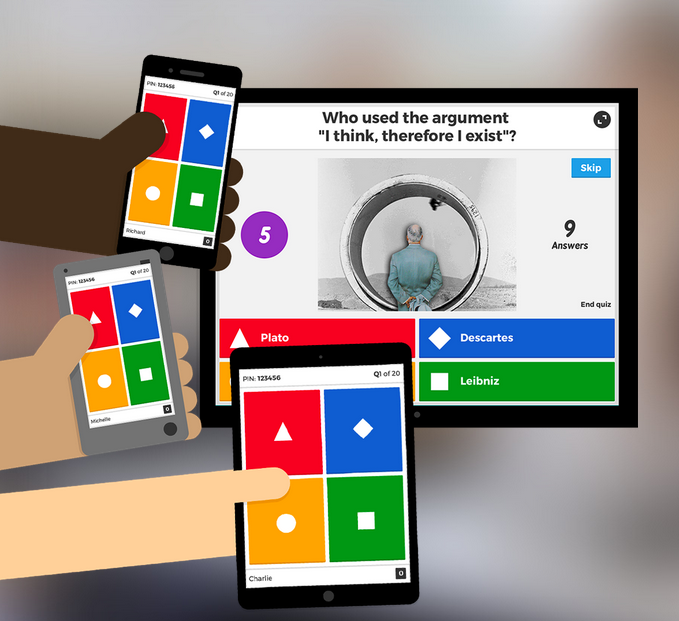 PIN: 123456 Q1 of 20
Richard 0
Who used the argument
"I think, therefore I exist"?
Skip
5
9
Answers
End quiz
Plato
Descartes
Leibniz
PIN: 123456 Q1 of 20
Michelle 0
PIN: 123456 Q1 of 20
Charlie 0